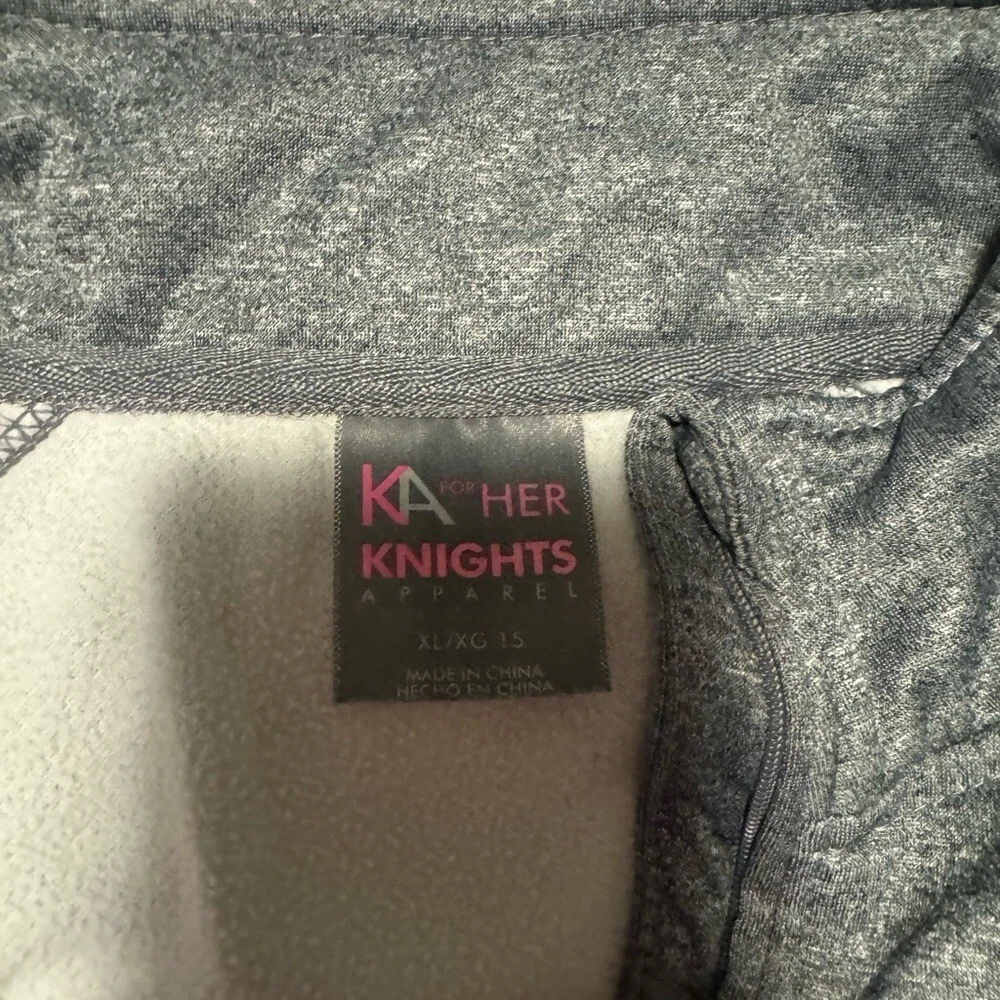 KA FOR HER
KNIGHTS
APPAREL
XL/XG 15
MADE IN CHINA
HECHO EN CHINA